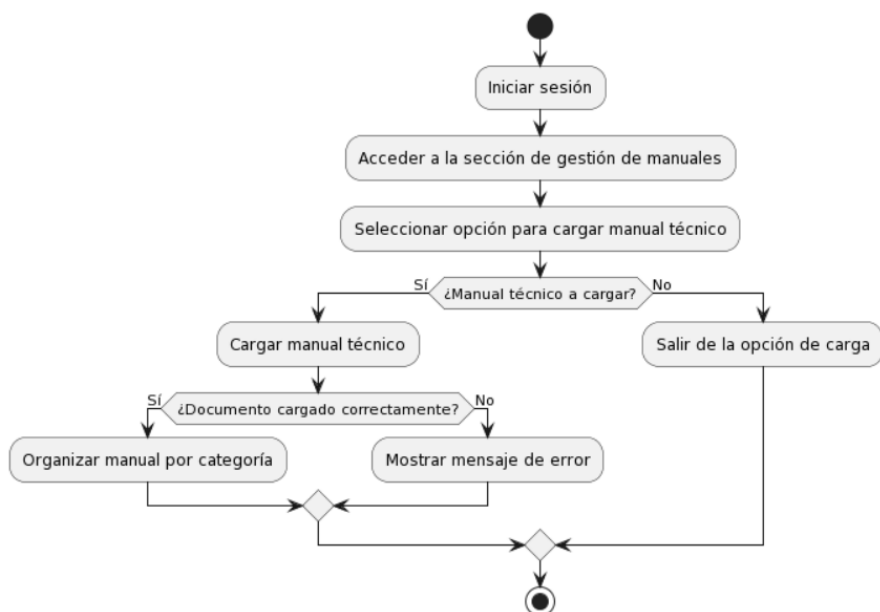 Iniciar sesión
Acceder a la sección de gestión de manuales
Seleccionar opción para cargar manual técnico
Sí
¿Manual técnico a cargar?
No
Cargar manual técnico
Salir de la opción de carga
Sí
¿Documento cargado correctamente?
No
Organizar manual por categoría
Mostrar mensaje de error